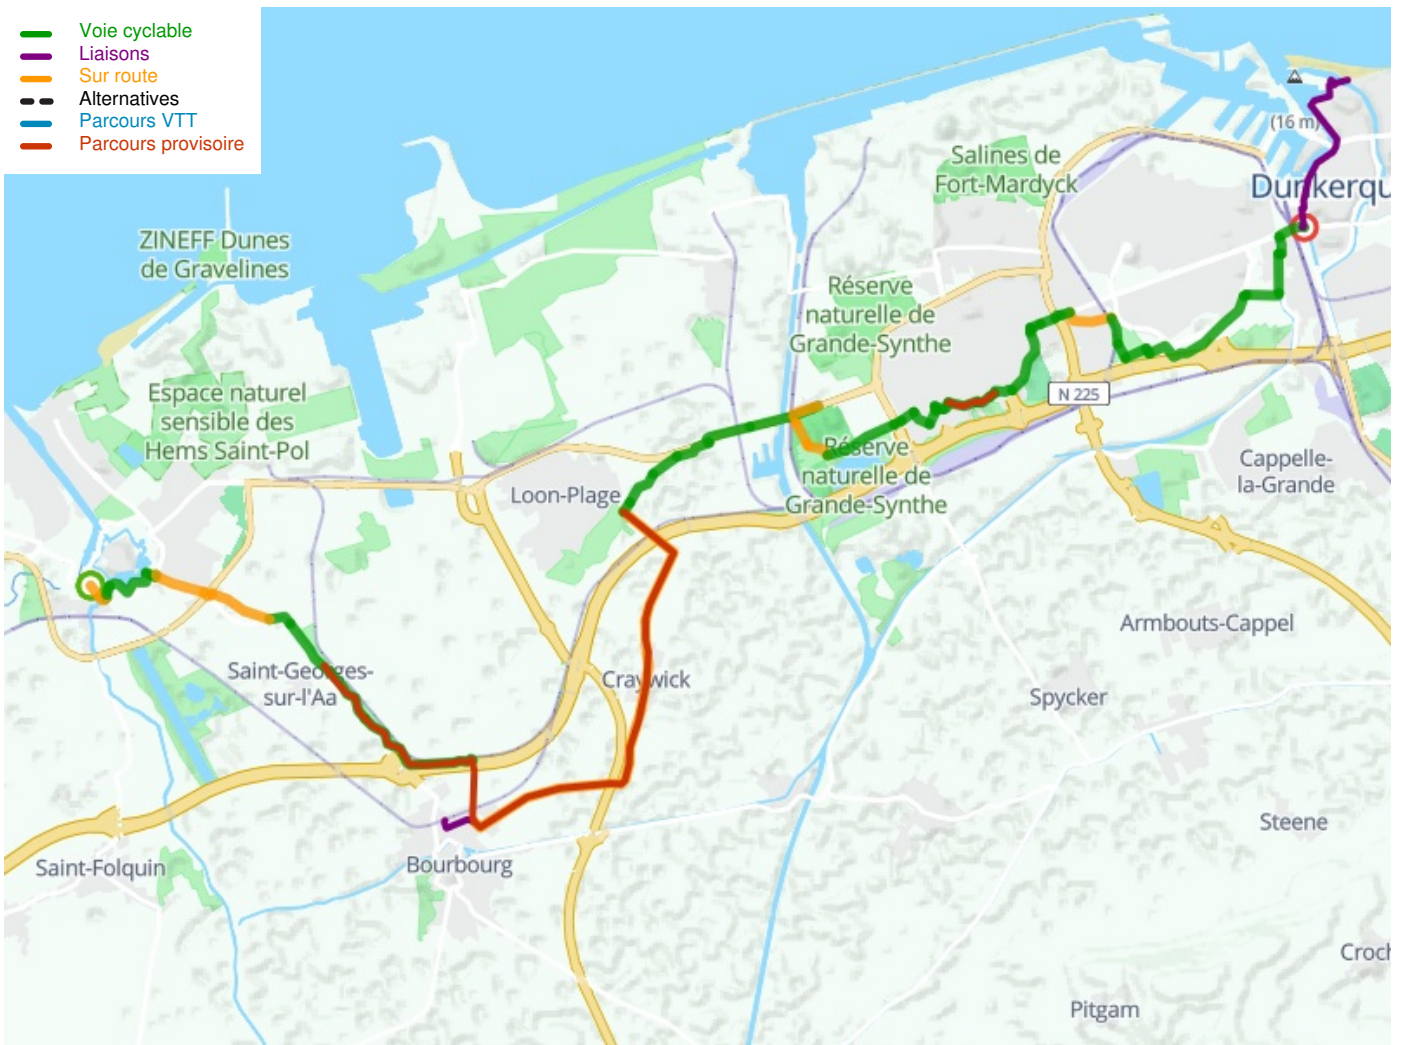 Voie cyclable
Liaisons
Sur route
Alternatives
Parcours VTT
Parcours provisoire
(16 m)
Salines de
Fort-Mardyck
Dunkerqu
ZINEFF Dunes
de Gravelines
Réserve
naturelle de
Grande-Synthe
Espace naturel
sensible des
Hems Saint-Pol
N 225
Réserve
naturelle de
Grande-Synthe
Cappelle-
la-Grande
Loon-Plage
Armbouts-Cappel
Saint-Georges-
sur-l'Aa
Craywick
Spycker
Steene
Saint-Folquin
Bourbourg
Croch
Pitgam